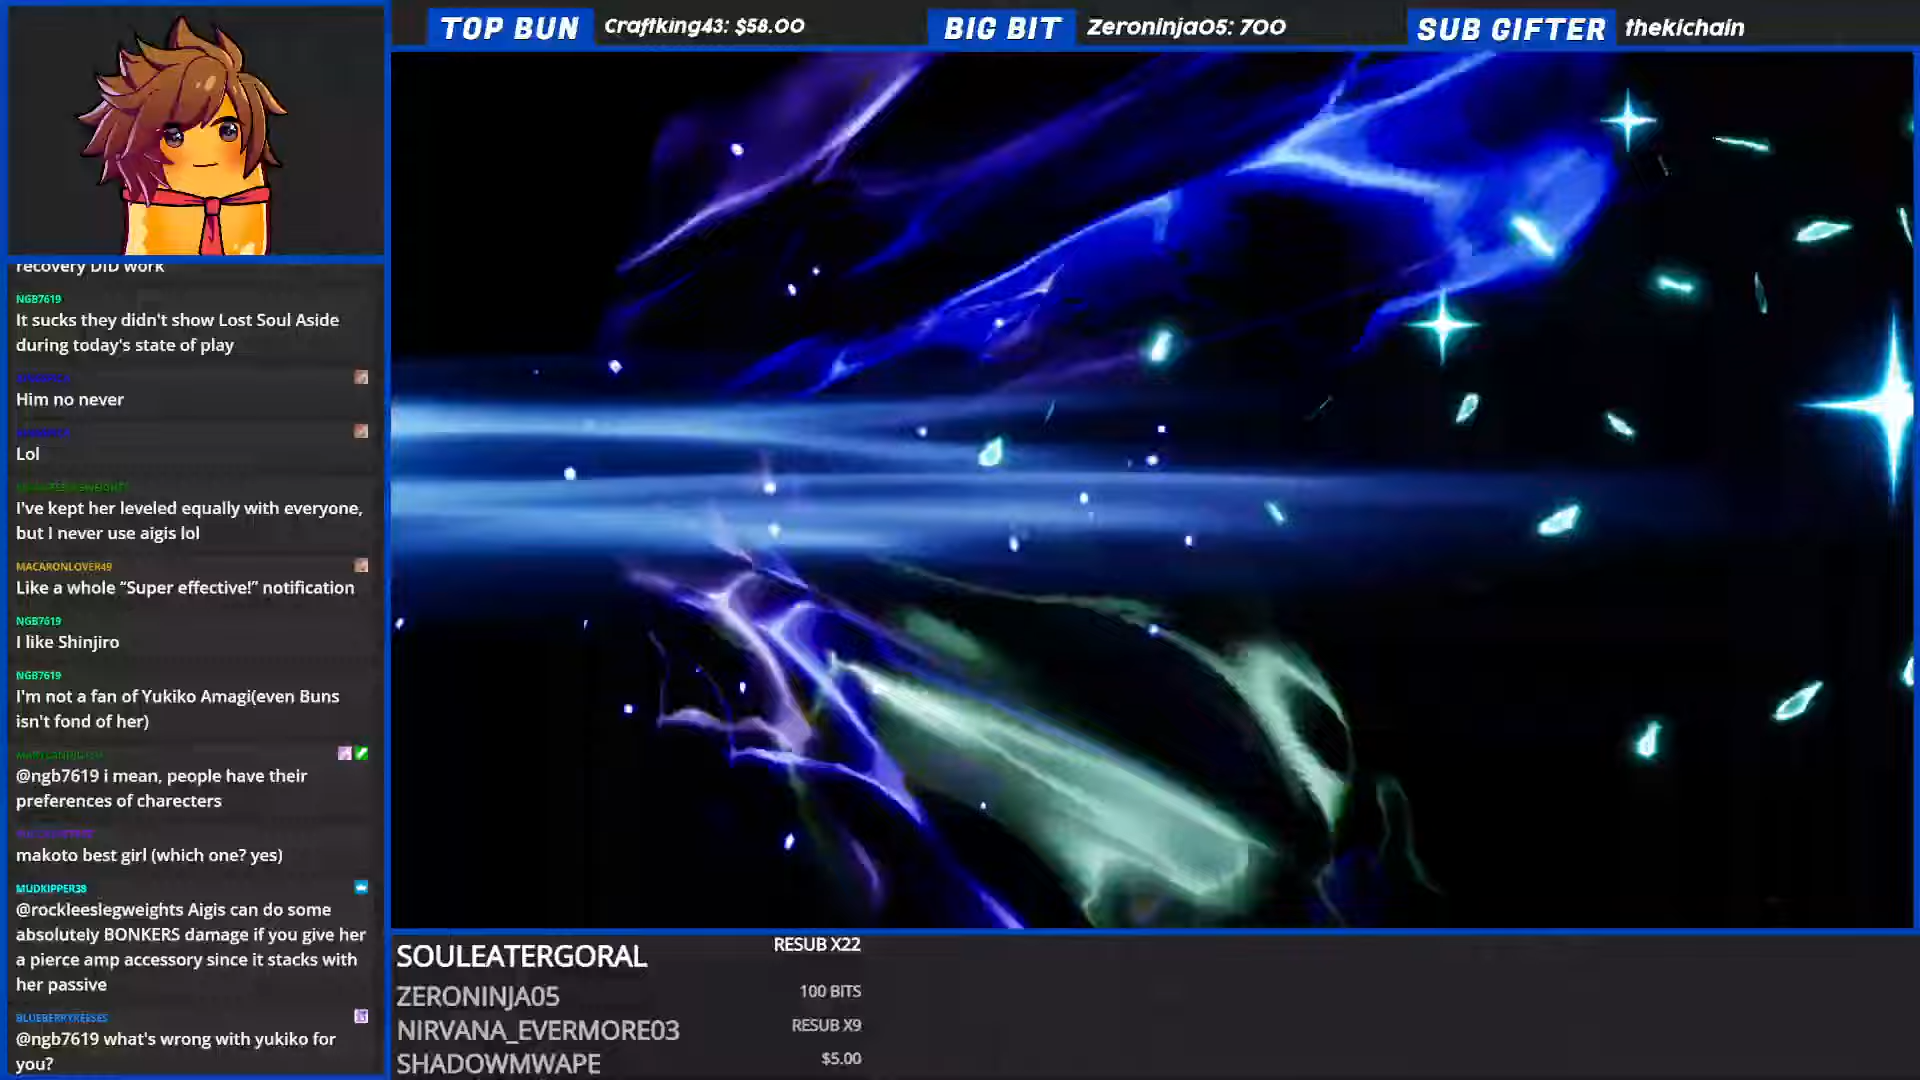 TOP BUN Craftking43: $58.00 BIG BIT Zeroninja05: 700 SUB GIFTER thekichain
recovery DID work
NGB7619
It sucks they didn't show Lost Soul Aside
during today's state of play
Him no never
Lol
I've kept her leveled equally with everyone,
but I never use aigis lol
MACARONLOVER49
Like a whole “Super effective!” notification
NGB7619
I like Shinjiro
NGB7619
I'm not a fan of Yukiko Amagi(even Buns
isn't fond of her)
@ngb7619 i mean, people have their
preferences of charecters
makoto best girl (which one? yes)
MUDKIPPER38
@rockleeslegweights Aigis can do some
absolutely BONKERS damage if you give her
a pierce amp accessory since it stacks with
her passive
BLUEBERRYREESES
@ngb7619 what's wrong with yukiko for
you?
SOULEATERGORAL RESUB X22
ZERONINJA05 100 BITS
NIRVANA_EVERMORE03 RESUB X9
SHADOWMWAPE $5.00